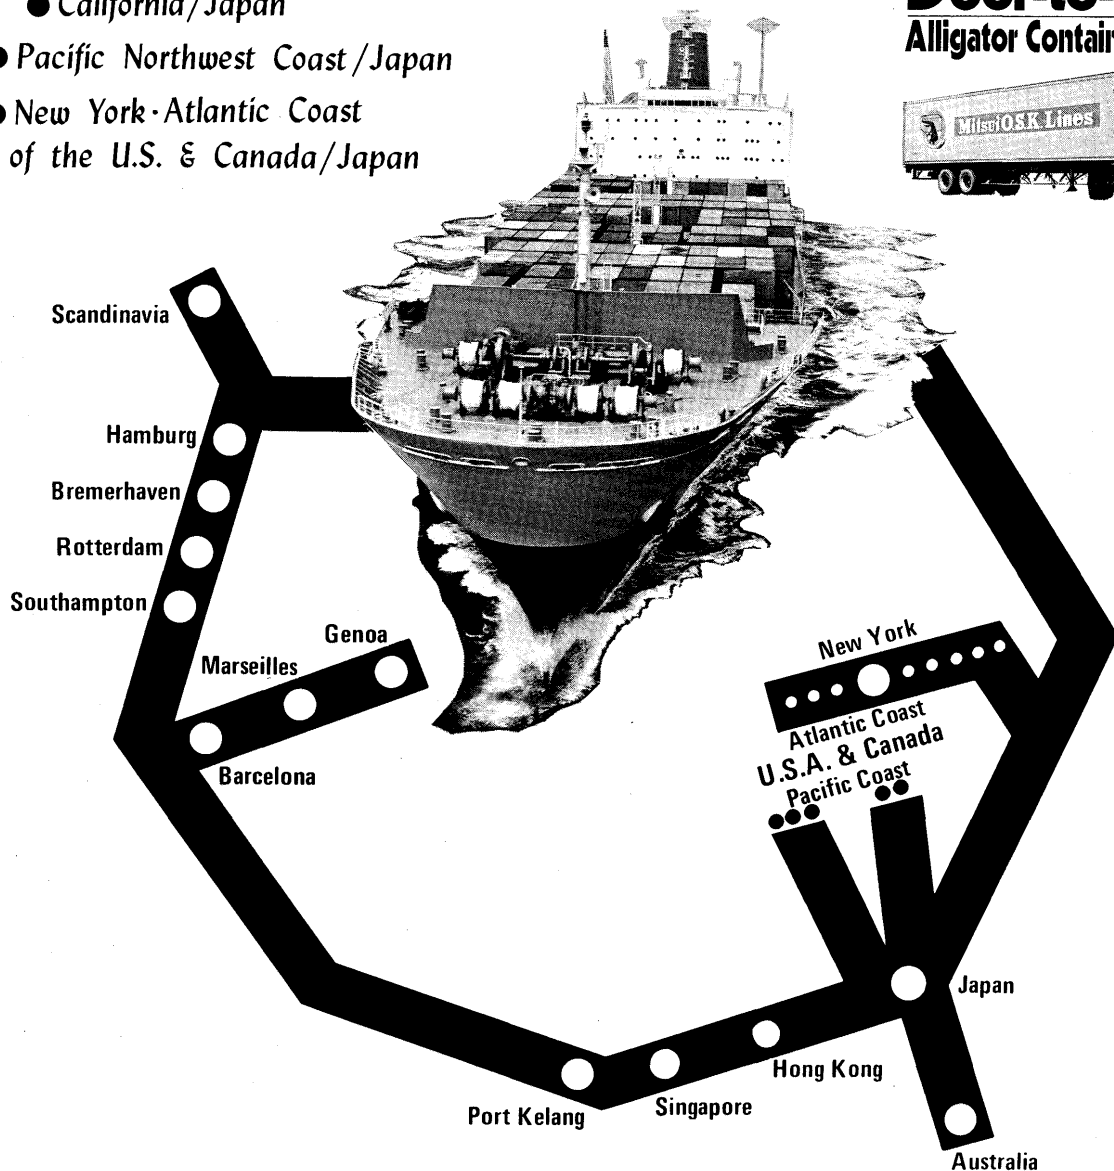 California/Japan
Pacific Northwest Coast/Japan
New York·Atlantic Coast
of the U.S. & Canada/Japan
Alligator
Mitsui O.S.K. Lines
Scandinavia
Hamburg
Bremerhaven
Rotterdam
Southampton
Genoa
Marseilles
Barcelona
New York
Atlantic Coast
U.S.A. & Canada
Pacific Coast
Japan
Hong Kong
Singapore
Port Kelang
Australia